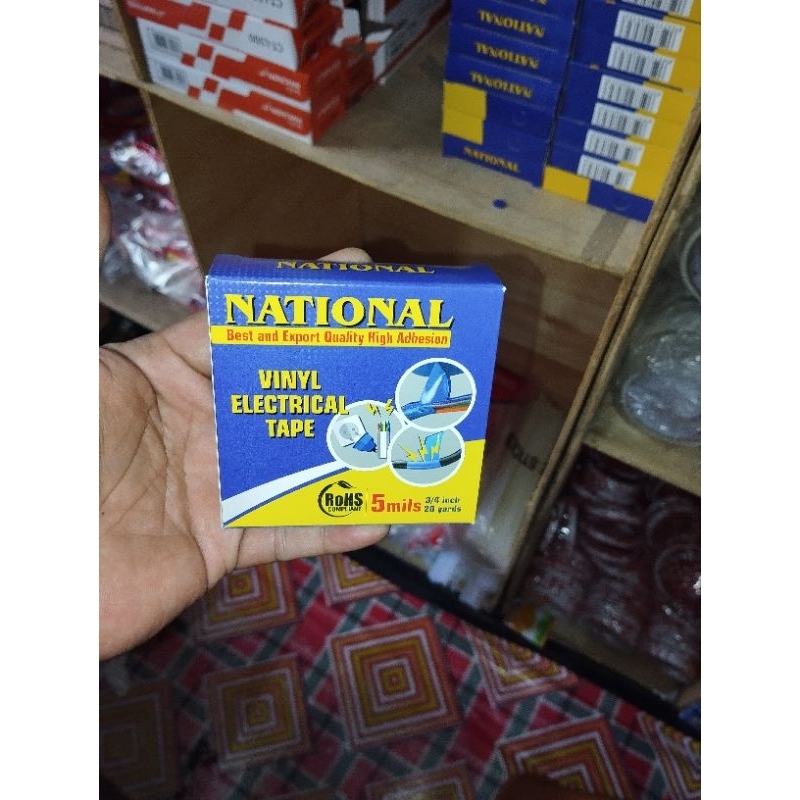 NATIONAL
NATIONAL
NATIONAL
NATIONAL
NATIONAL
NATIONAL
NATIONAL
Best and Export Quality High Adhesion
VINYL
ELECTRICAL
TAPE
RoHS
COMPLIANT
5mils
3/4 inch
20 yards